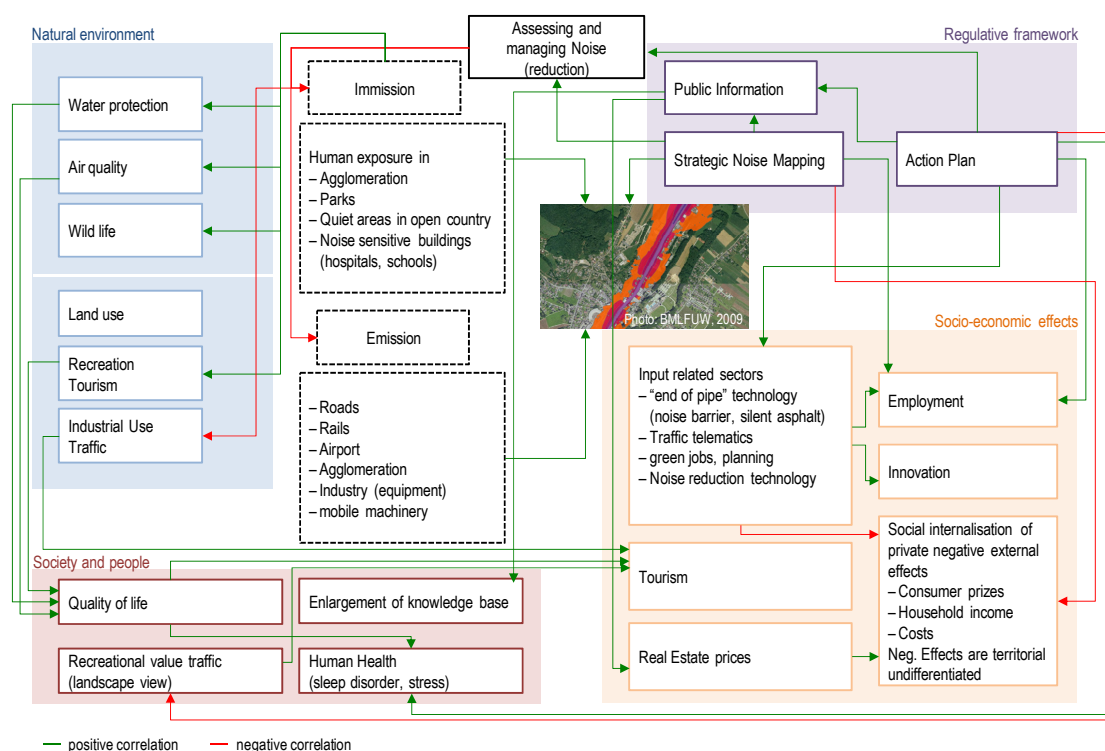 Natural environment
Assessing and
managing Noise
(reduction)
Regulative framework
Water protection
Air quality
Wild life
Immission
Public Information
Strategic Noise Mapping
Action Plan
Human exposure in
– Agglomeration
– Parks
– Quiet areas in open country
– Noise sensitive buildings
(hospitals, schools)
Photo: BMLFUW, 2009
Land use
Recreation
Tourism
Industrial Use
Traffic
Emission
– Roads
– Rails
– Airport
– Agglomeration
– Industry (equipment)
– mobile machinery
Socio-economic effects
Input related sectors
– “end of pipe” technology
(noise barrier, silent asphalt)
– Traffic telematics
– green jobs, planning
– Noise reduction technology
Employment
Innovation
Social internalisation of
private negative external
effects
– Consumer prizes
– Household income
– Costs
Neg. Effects are territorial
undifferentiated
Tourism
Real Estate prices
Society and people
Quality of life
Enlargement of knowledge base
Recreational value traffic
(landscape view)
Human Health
(sleep disorder, stress)
positive correlation
negative correlation